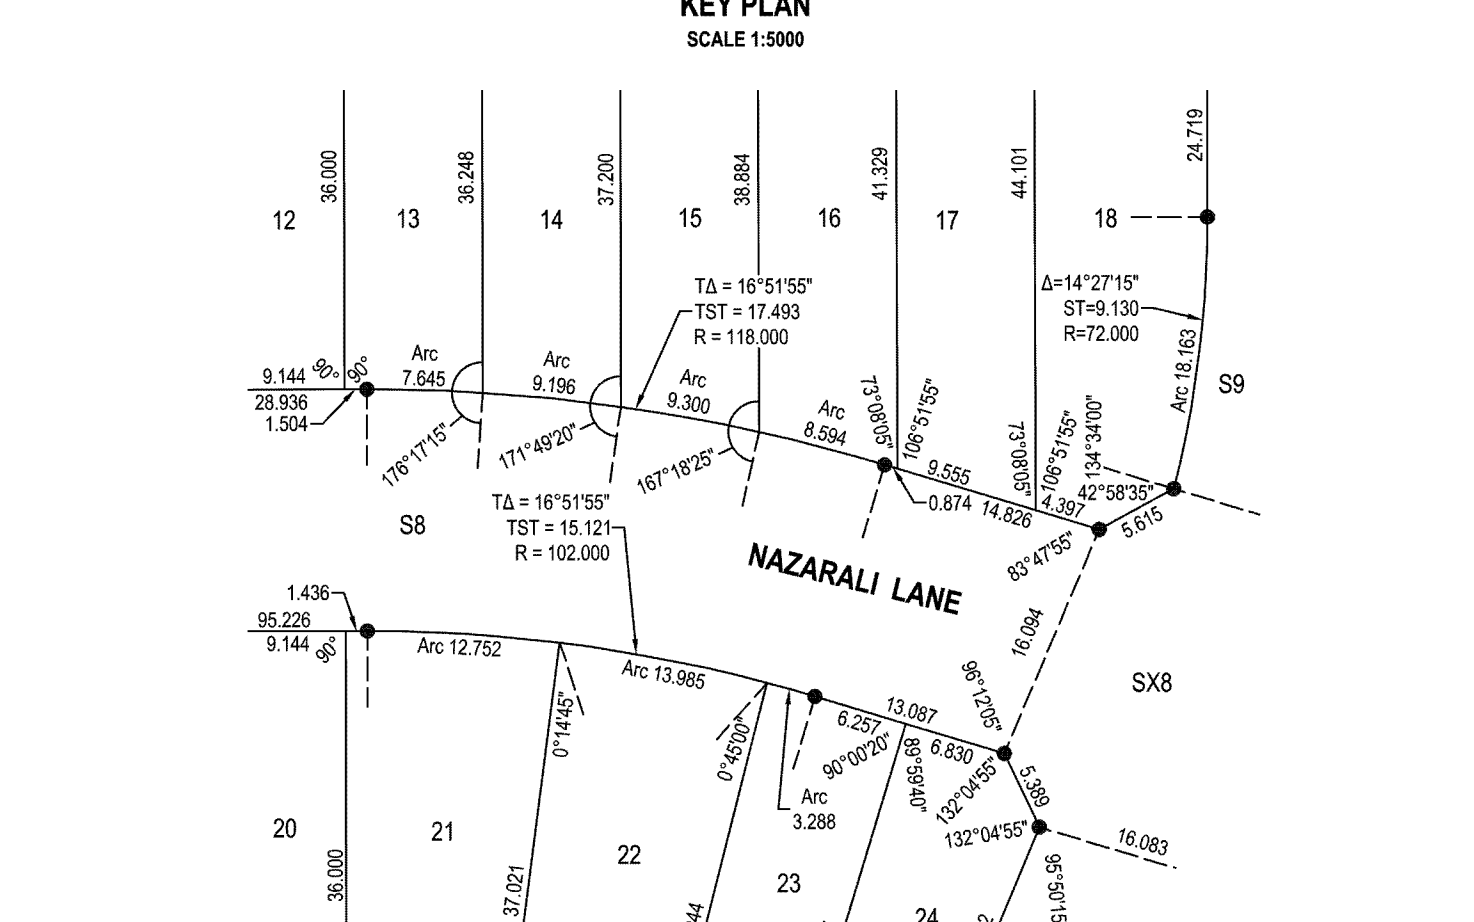 KEY PLAN
SCALE 1:5000
36.000
36.248
37.200
38.884
41.329
44.101
24.719
12
13
14
15
16
17
18
TΔ = 16°51'55"
TST = 17.493
R = 118.000
Δ=14°27'15"
ST=9.130
R=72.000
Arc 18.163
S9
9.144
90°
90°
28.936
1.504
Arc
7.645
Arc
9.196
Arc
9.300
Arc
8.594
176°17'15"
171°49'20"
167°18'25"
73°08'05"
106°51'55"
9.555
0.874
14.826
73°08'05"
106°51'55"
4.397
134°34'00"
42°58'35"
5.615
83°47'55"
S8
TΔ = 16°51'55"
TST = 15.121
R = 102.000
NAZARALI LANE
16.094
SX8
1.436
95.226
9.144
90°
Arc 12.752
Arc 13.985
0°14'45"
0°45'00"
Arc
3.288
6.257
13.087
6.830
96°12'05"
90°00'20"
89°59'40"
132°04'55"
5.389
132°04'55"
16.083
95°50'15
20
21
22
23
24
36.000
37.021
44
2